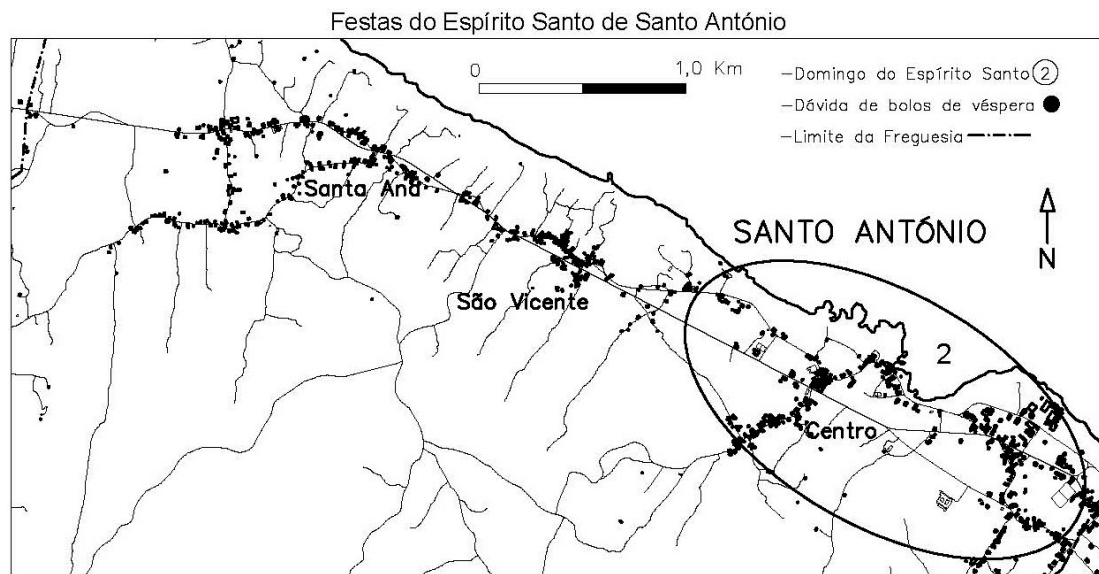 Festas do Espírito Santo de Santo António
0 1,0 Km
-Domingo do Espírito Santo 2
-Dávida de bolos de véspera
-Limite da Freguesia
Santa Ana
SANTO ANTÓNIO
N
São Vicente
2
Centro